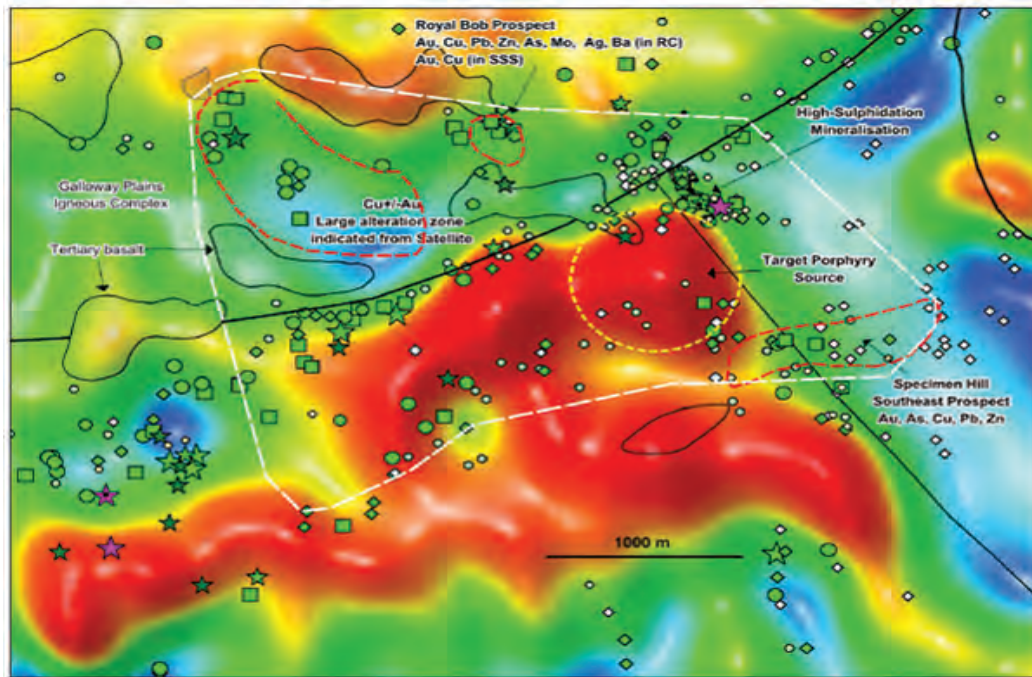 Royal Bob Prospect
Au, Cu, Pb, Zn, As, Mo, Ag, Ba (in RC)
Au, Cu (in SSS)
High-Sulphidation
Mineralisation
Galloway Plains
Igneous Complex
Cu+/-Au
Large alteration zone
indicated from Satellite
Tertiary basalt
Target Porphyry
Source
Specimen Hill
Southeast Prospect
Au, As, Cu, Pb, Zn
1000 m